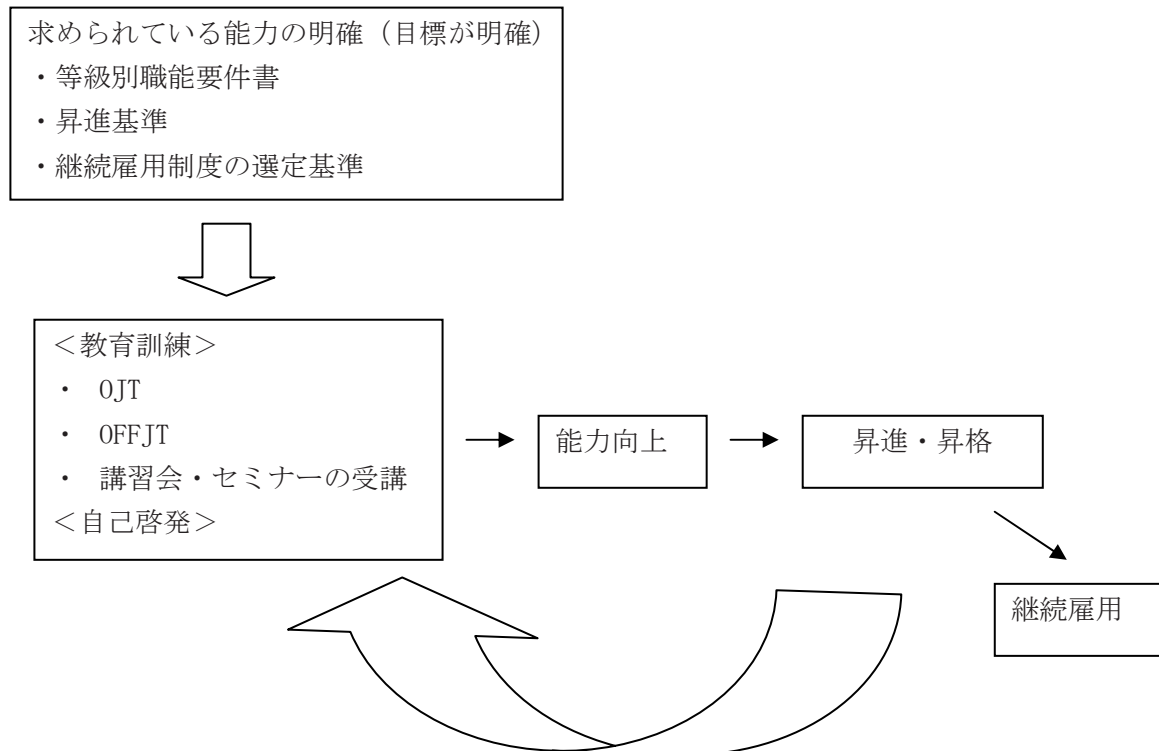 求められている能力の明確（目標が明確）
・等級別職能要件書
・昇進基準
・継続雇用制度の選定基準
＜教育訓練＞
・ OJT
・ OFFJT
・ 講習会・セミナーの受講
＜自己啓発＞
能力向上
昇進・昇格
継続雇用